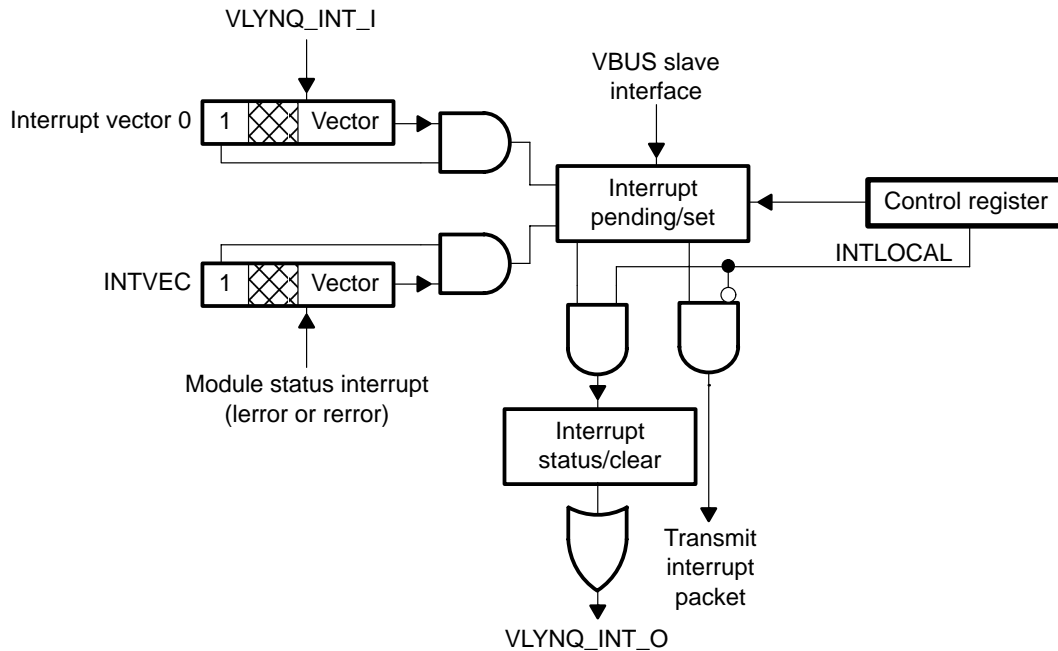 VLYNQ_INT_I
VBUS slave
interface
Interrupt vector 0
1
Vector
Interrupt
pending/set
Control register
INTLOCAL
INTVEC
1
Vector
Module status interrupt
(lerror or rerror)
Interrupt
status/clear
Transmit
interrupt
packet
VLYNQ_INT_O